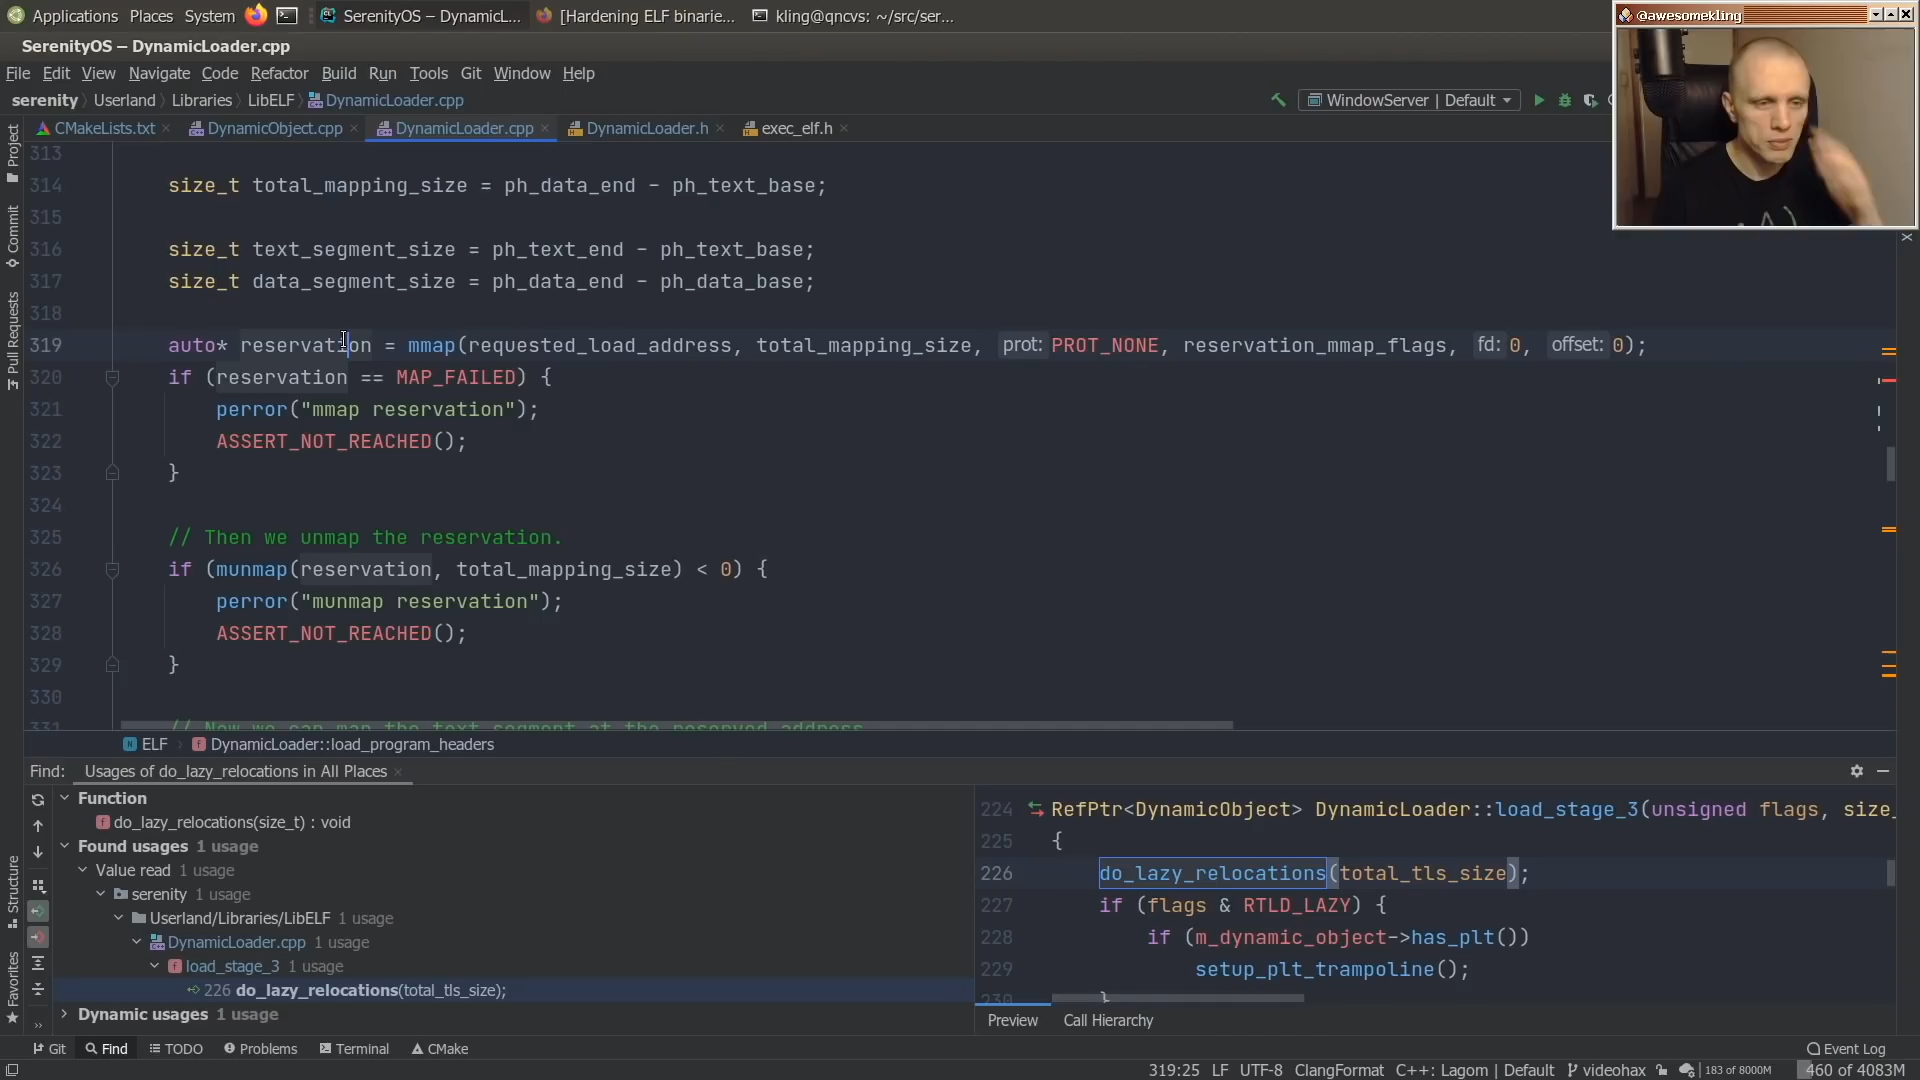 Applications Places System SerenityOS – DynamicL... [Hardening ELF binarie... kling@qncvs: ~/src/ser...
@awesomekling
SerenityOS – DynamicLoader.cpp
File Edit View Navigate Code Refactor Build Run Tools Git Window Help
serenity Userland Libraries LibELF DynamicLoader.cpp WindowServer | Default
CMakeLists.txt DynamicObject.cpp DynamicLoader.cpp DynamicLoader.h exec_elf.h
Project
Commit
Pull Requests
Structure
Favorites
313
314 size_t total_mapping_size = ph_data_end - ph_text_base;
315
316 size_t text_segment_size = ph_text_end - ph_text_base;
317 size_t data_segment_size = ph_data_end - ph_data_base;
318
319 auto* reservation = mmap(requested_load_address, total_mapping_size, prot: PROT_NONE, reservation_mmap_flags, fd: 0, offset: 0);
320 if (reservation == MAP_FAILED) {
321 perror("mmap reservation");
322 ASSERT_NOT_REACHED();
323 }
324
325 // Then we unmap the reservation.
326 if (munmap(reservation, total_mapping_size) < 0) {
327 perror("munmap reservation");
328 ASSERT_NOT_REACHED();
329 }
330
331 // Now we can map the text segment at the reserved address
ELF DynamicLoader::load_program_headers
Find: Usages of do_lazy_relocations in All Places
Function
do_lazy_relocations(size_t) : void
Found usages 1 usage
Value read 1 usage
serenity 1 usage
Userland/Libraries/LibELF 1 usage
DynamicLoader.cpp 1 usage
load_stage_3 1 usage
226 do_lazy_relocations(total_tls_size);
Dynamic usages 1 usage
224 RefPtr<DynamicObject> DynamicLoader::load_stage_3(unsigned flags, size_
225 {
226 do_lazy_relocations(total_tls_size);
227 if (flags & RTLD_LAZY) {
228 if (m_dynamic_object->has_plt())
229 setup_plt_trampoline();
230 }
Preview Call Hierarchy
Git Find TODO Problems Terminal CMake Event Log
319:25 LF UTF-8 ClangFormat C++: Lagom | Default videohax 183 of 8000M 460 of 4083M